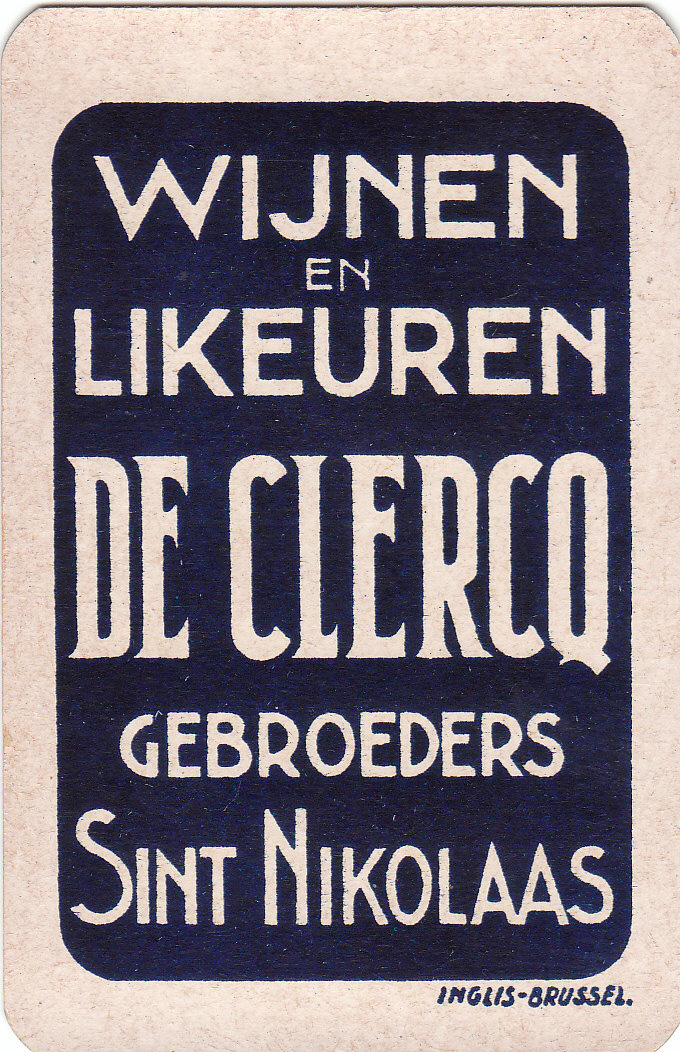 WIJNEN
EN
LIKEUREN
DE CLERCQ
GEBROEDERS
SINT NIKOLAAS
INGLIS-BRUSSEL.